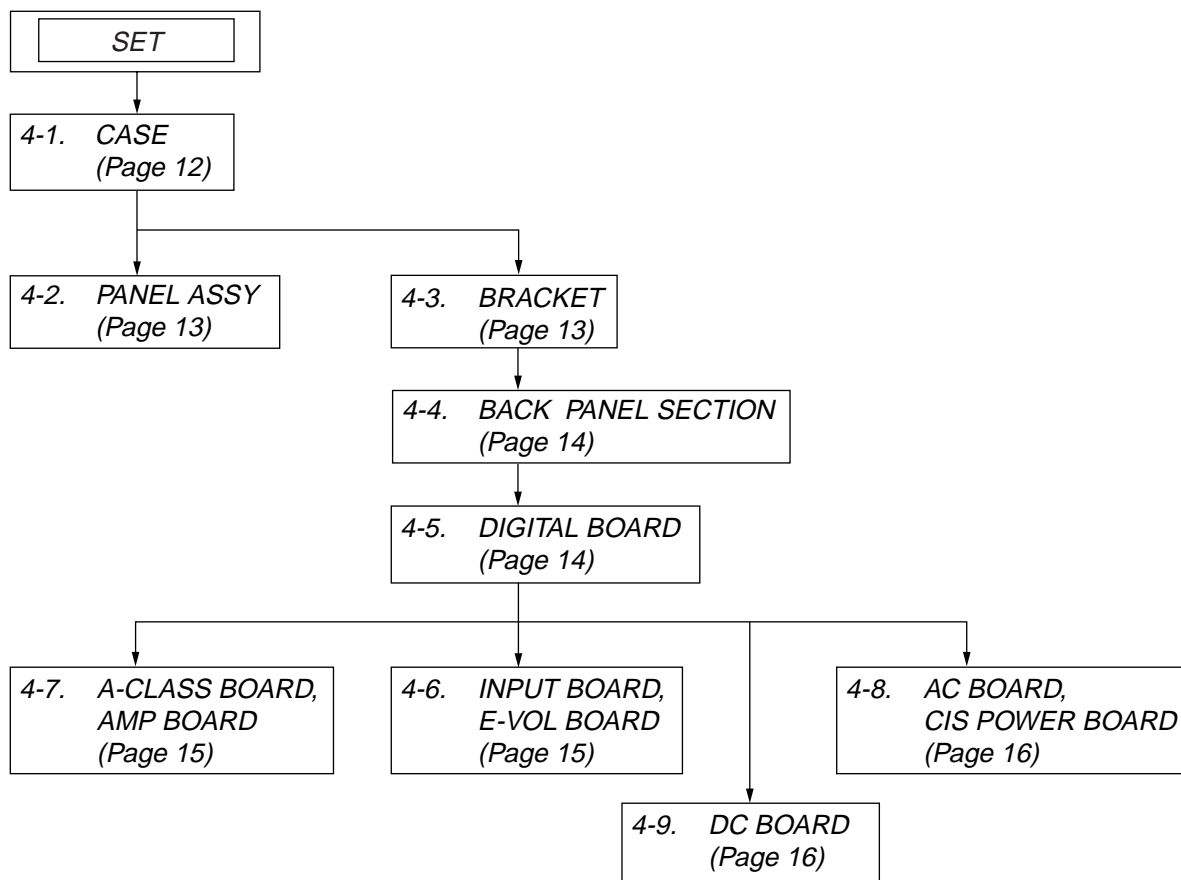 SET
4-1. CASE
(Page 12)
4-2. PANEL ASSY
(Page 13)
4-3. BRACKET
(Page 13)
4-4. BACK PANEL SECTION
(Page 14)
4-5. DIGITAL BOARD
(Page 14)
4-7. A-CLASS BOARD,
AMP BOARD
(Page 15)
4-6. INPUT BOARD,
E-VOL BOARD
(Page 15)
4-8. AC BOARD,
CIS POWER BOARD
(Page 16)
4-9. DC BOARD
(Page 16)